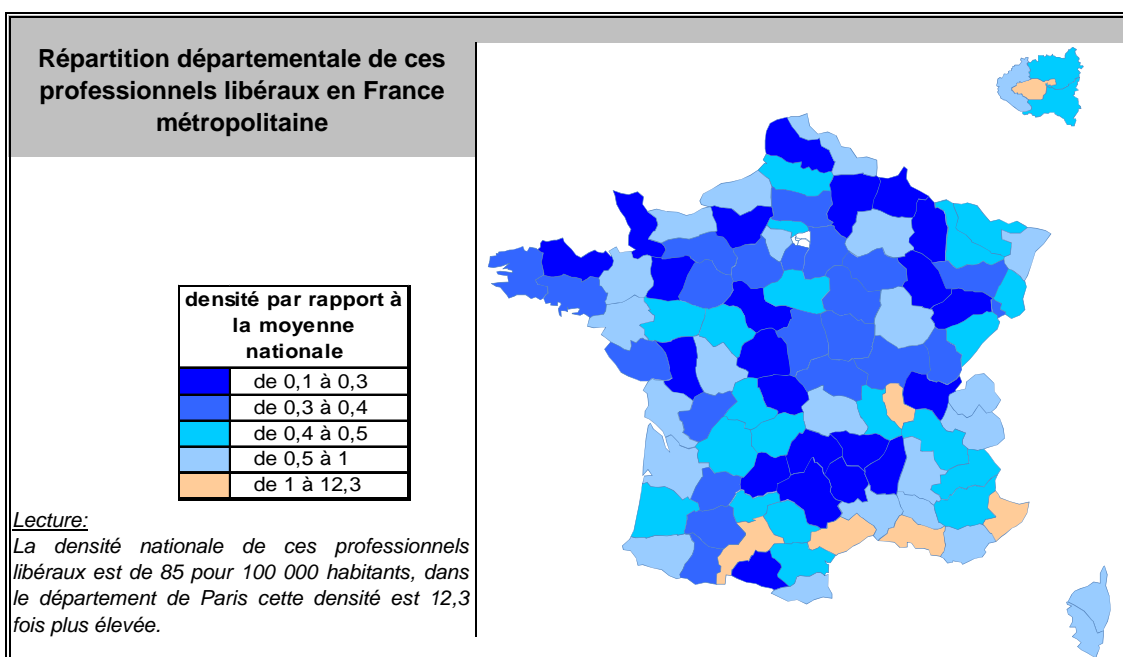 Répartition départementale de ces
professionnels libéraux en France
métropolitaine
densité par rapport à
la moyenne
nationale
de 0,1 à 0,3
de 0,3 à 0,4
de 0,4 à 0,5
de 0,5 à 1
de 1 à 12,3
Lecture:
La densité nationale de ces professionnels
libéraux est de 85 pour 100 000 habitants, dans
le département de Paris cette densité est 12,3
fois plus élevée.